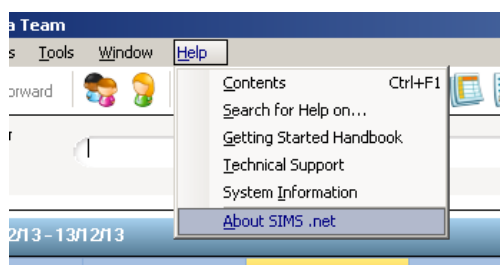 a Team
s Tools Window Help
orward
Contents Ctrl+F1
Search for Help on...
Getting Started Handbook
Technical Support
System Information
About SIMS .net
2/13 - 13/12/13